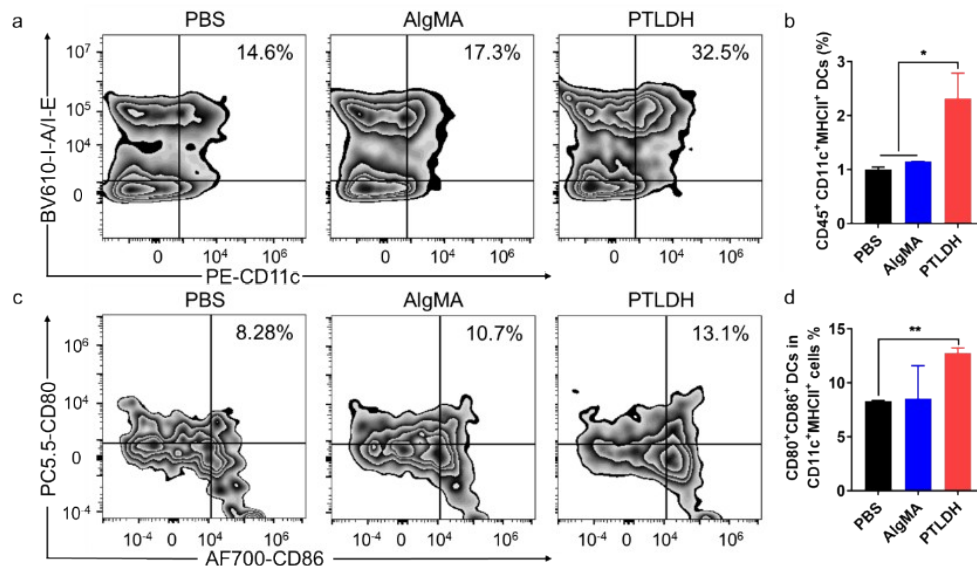 a
PBS
AlgMA
PTLDH
14.6%
17.3%
32.5%
10⁷
10⁵
10⁴
0
BV610-I-A/I-E
0 10⁴ 10⁶
0 10⁴ 10⁶
0 10⁴ 10⁶
PE-CD11c
b
*
3
2
1
0
CD45⁺ CD11c⁺MHCII⁺ DCs (%)
PBS
AlgMA
PTLDH
c
PBS
AlgMA
PTLDH
8.28%
10.7%
13.1%
10⁶
10⁴
0
10⁻⁴
PC5.5-CD80
10⁻⁴ 0 10⁴ 10⁶
10⁻⁴ 0 10⁴ 10⁶
10⁻⁴ 0 10⁴ 10⁶
AF700-CD86
d
**
15
10
5
0
CD80⁺CD86⁺ DCs in
CD11c⁺MHCII⁺ cells %
PBS
AlgMA
PTLDH